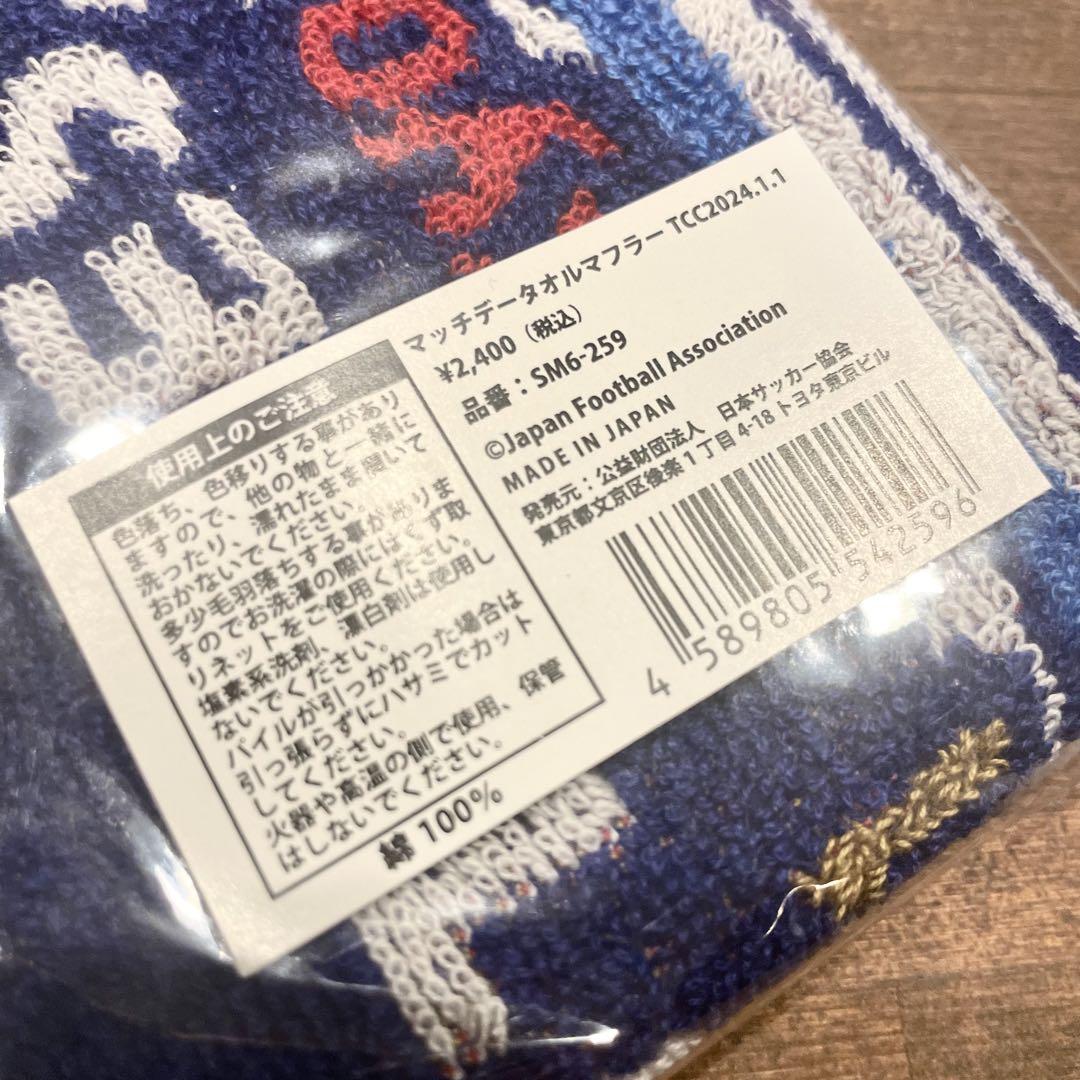 マッチデータオルマフラー TCC2024.1.1
¥2,400（税込）
品番：SM6-259
©Japan Football Association
MADE IN JAPAN
発売元：公益財団法人 日本サッカー協会
東京都文京区後楽1丁目4-18 トヨタ東京ビル
4 589805 542596
使用上のご注意
色落ち、色移りする事があり
ますので、他の物と一緒に
洗ったり、濡れたまま開いて
おかないでください。
多少毛羽落ちする事が有りま
すのでお洗濯の際にはくず取
りネットをご使用ください。
塩素系洗剤、漂白剤は使用し
ないでください。
パイルが引っかかった場合は
引っ張らずにハサミでカット
してください。
火器や高温の側で使用、保管
はしないでください。
綿 100%